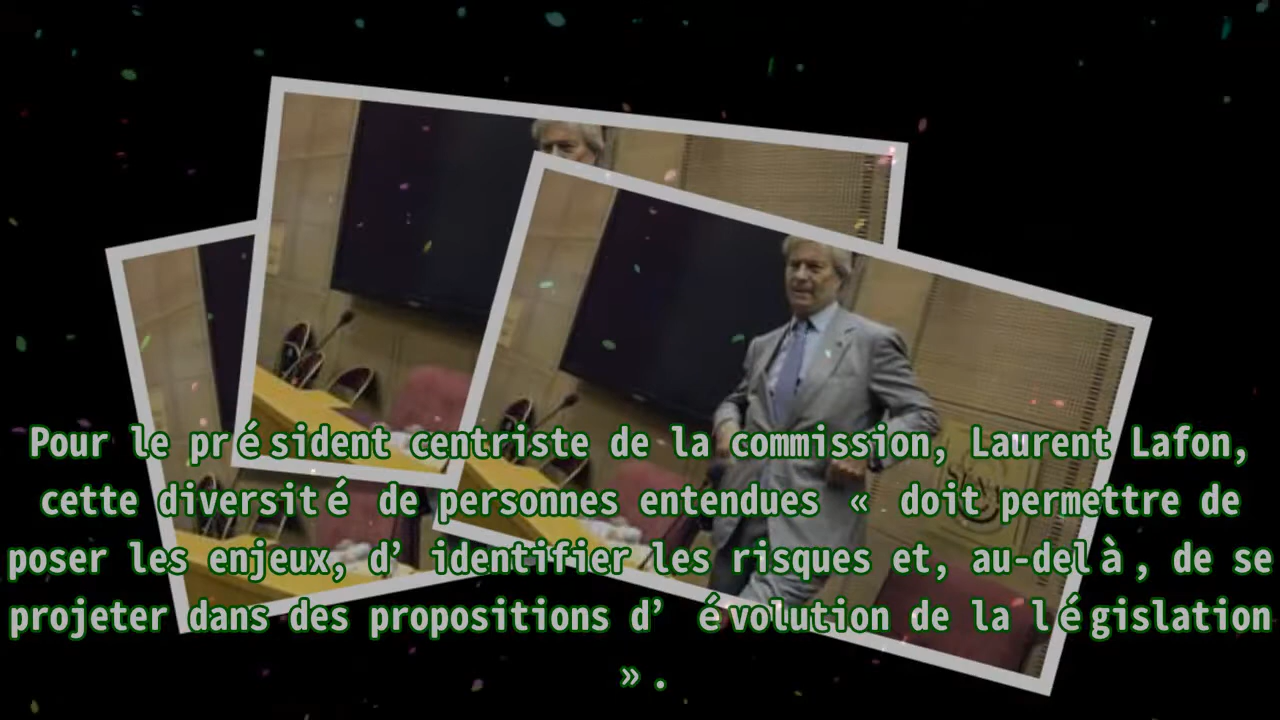 Pour le président centriste de la commission, Laurent Lafon,
cette diversité de personnes entendues « doit permettre de
poser les enjeux, d’ identifier les risques et, au-delà, de se
projeter dans des propositions d’ évolution de la législation
».